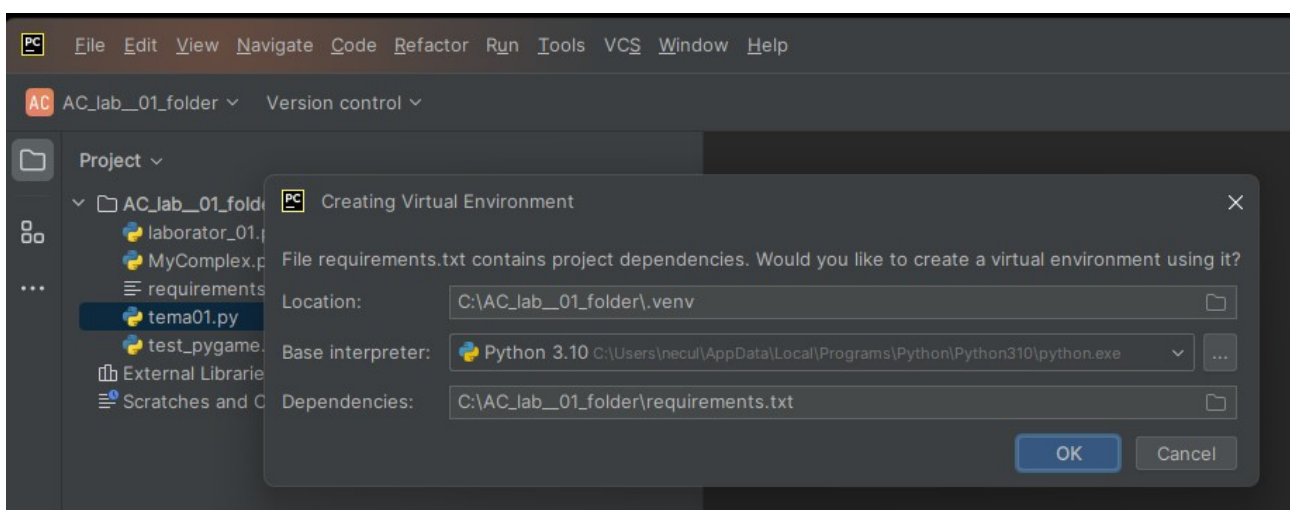 PC File Edit View Navigate Code Refactor Run Tools VCS Window Help
AC AC_lab__01_folder Version control
Project
AC_lab__01_folde
laborator_01.p
MyComplex.p
requirements
tema01.py
test_pygame.
External Librarie
Scratches and C
PC Creating Virtual Environment
File requirements.txt contains project dependencies. Would you like to create a virtual environment using it?
Location: C:\AC_lab__01_folder\.venv
Base interpreter: Python 3.10 C:\Users\necul\AppData\Local\Programs\Python\Python310\python.exe ...
Dependencies: C:\AC_lab__01_folder\requirements.txt
OK Cancel